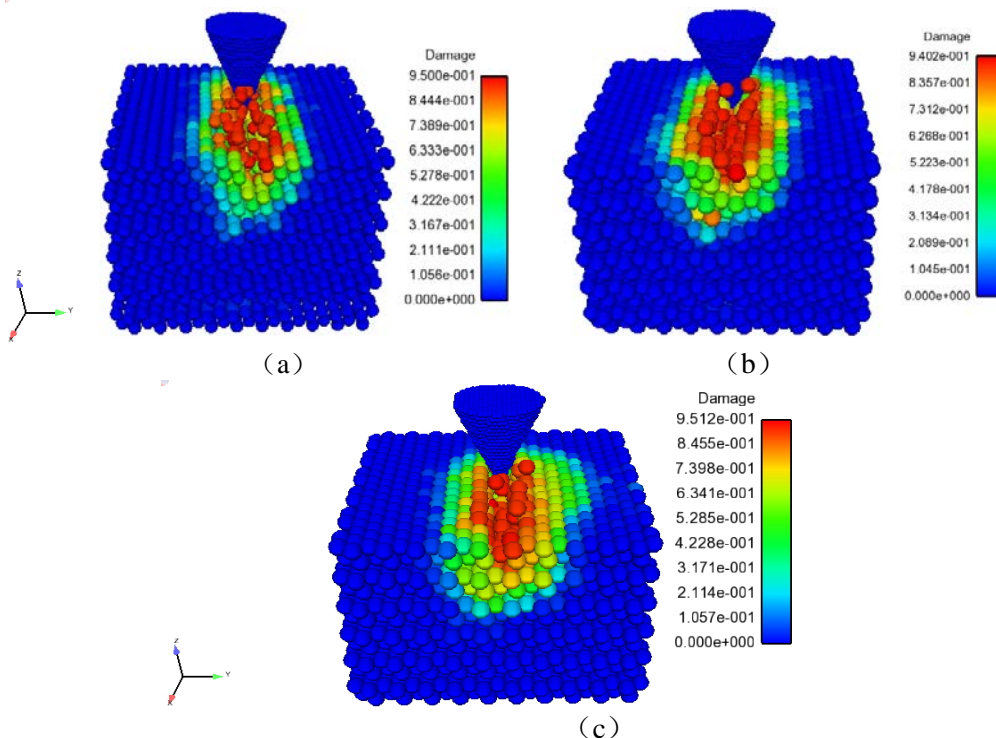 Damage
9.500e-001
8.444e-001
7.389e-001
6.333e-001
5.278e-001
4.222e-001
3.167e-001
2.111e-001
1.056e-001
0.000e+000
Z
Y
X
（a）
Damage
9.402e-001
8.357e-001
7.312e-001
6.268e-001
5.223e-001
4.178e-001
3.134e-001
2.089e-001
1.045e-001
0.000e+000
（b）
Damage
9.512e-001
8.455e-001
7.398e-001
6.341e-001
5.285e-001
4.228e-001
3.171e-001
2.114e-001
1.057e-001
0.000e+000
Z
Y
X
（c）